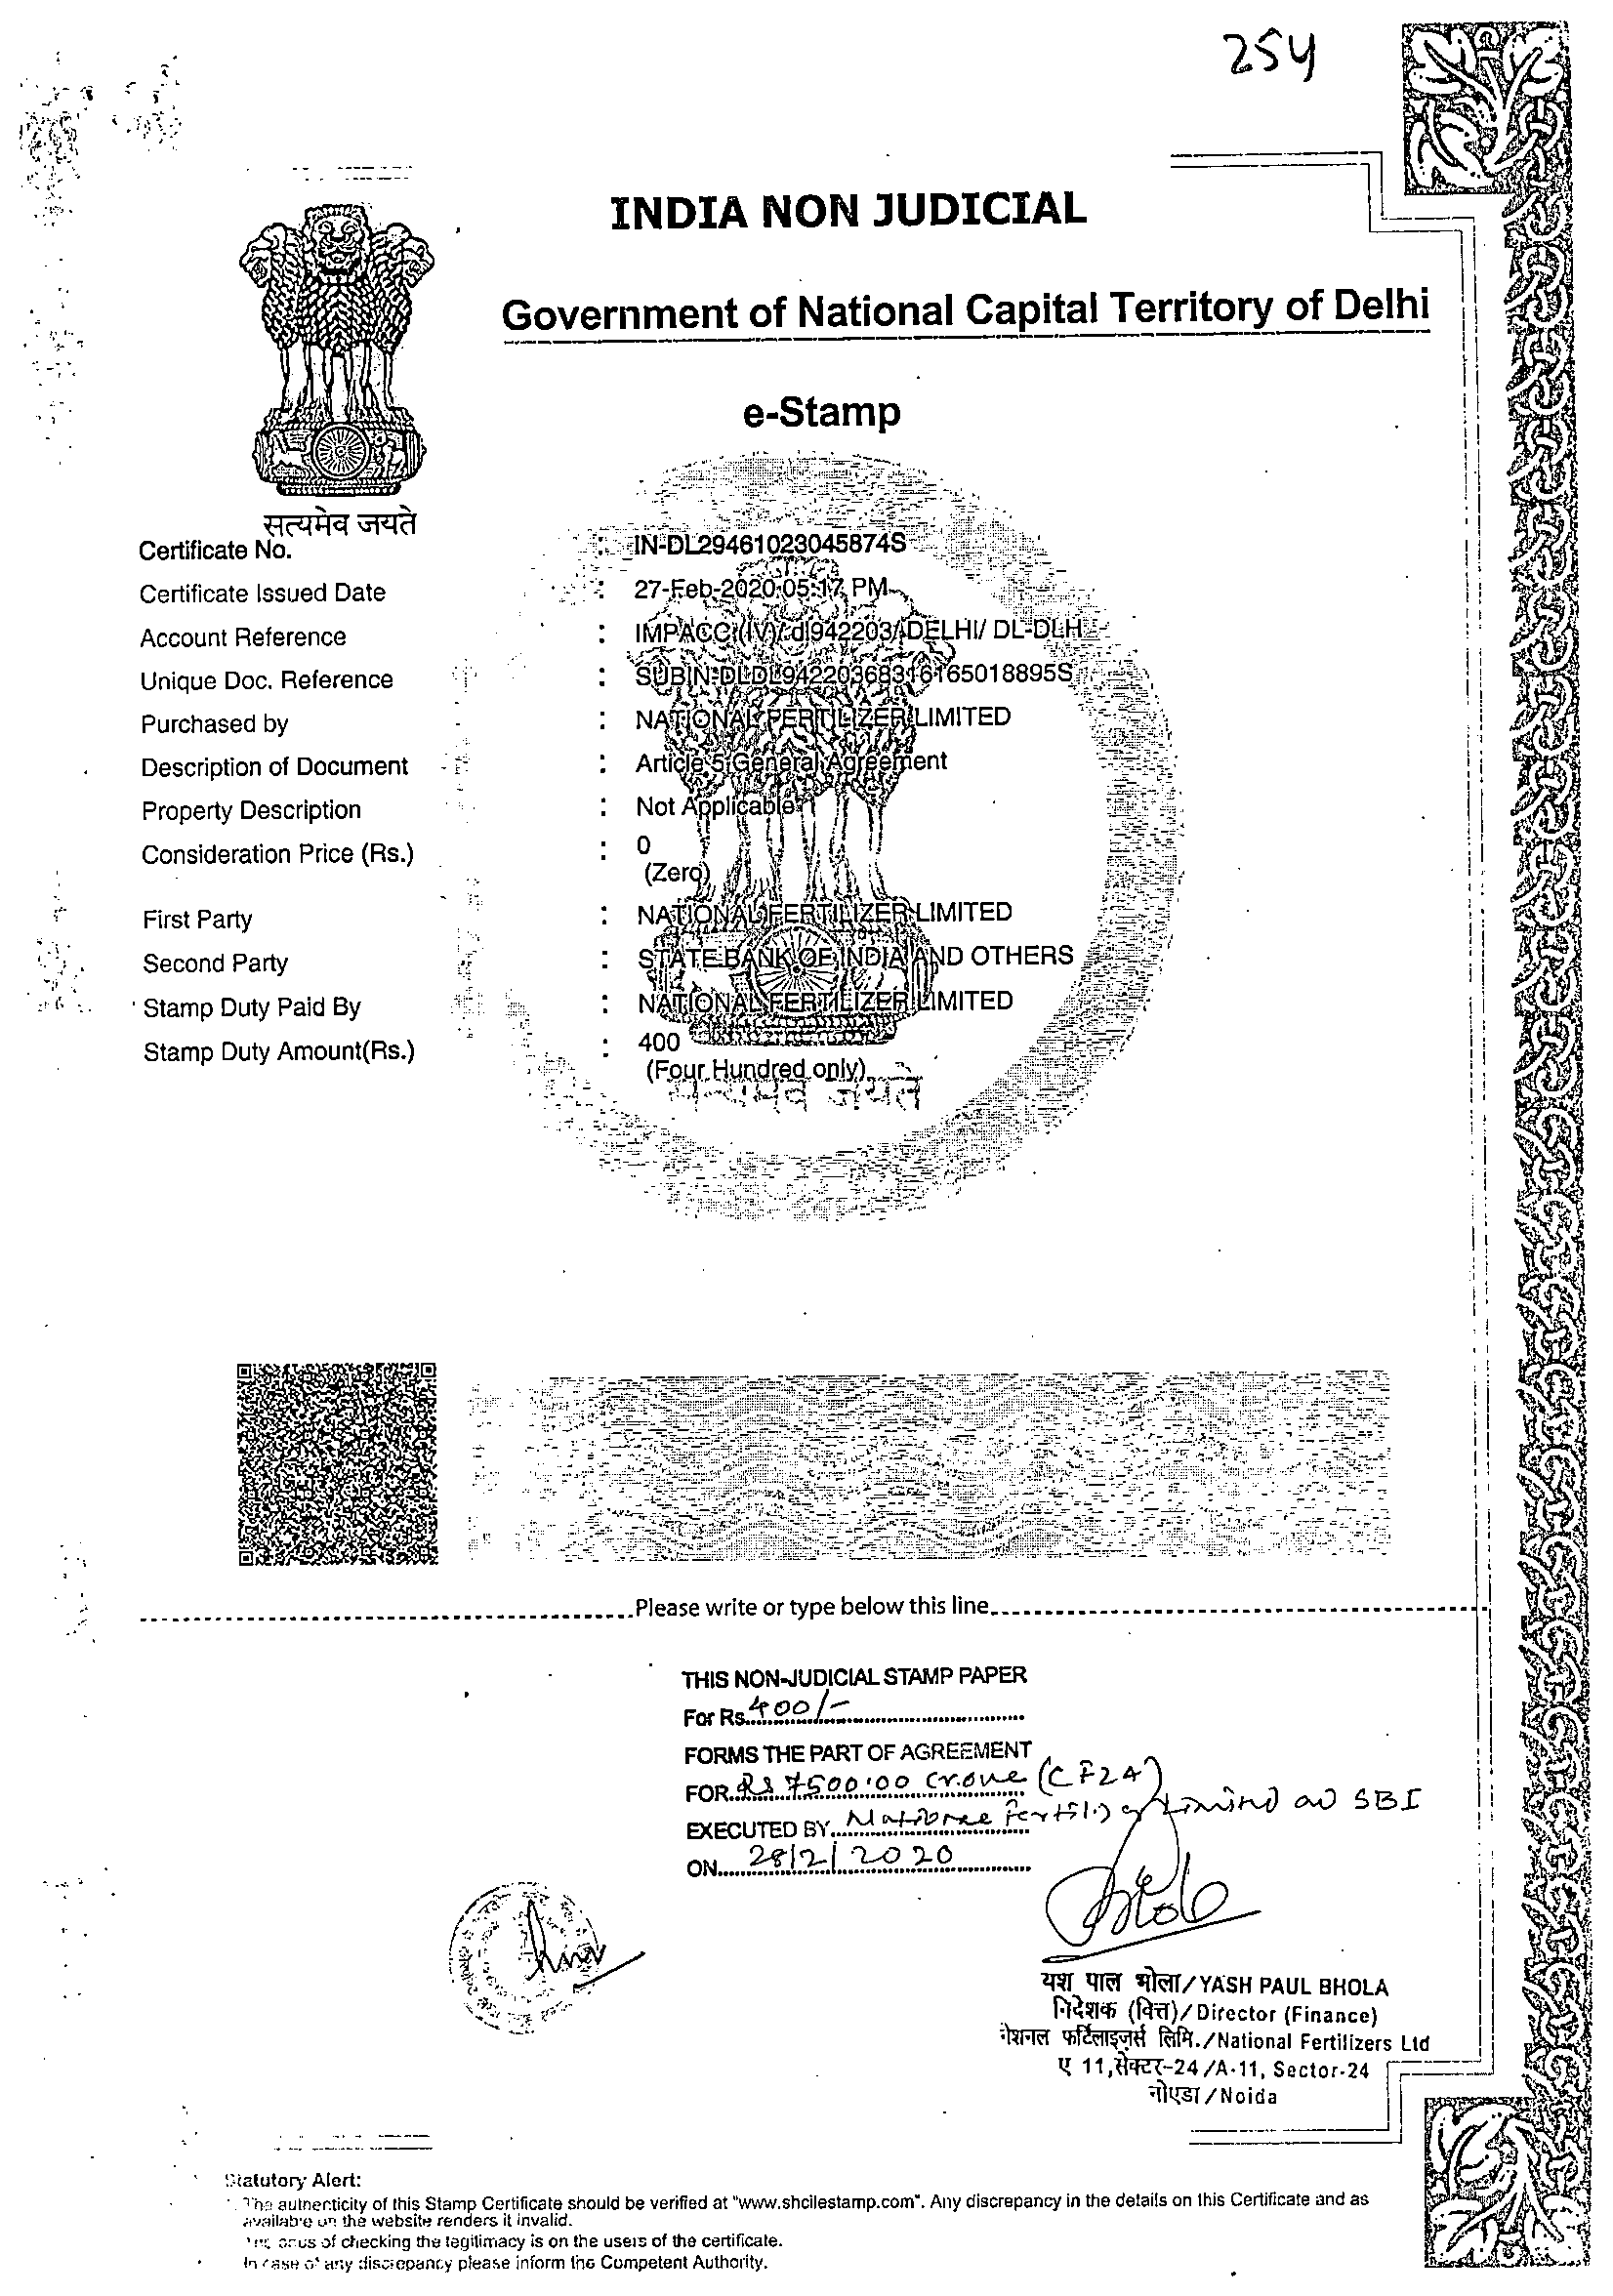 254
INDIA NON JUDICIAL
Government of National Capital Territory of Delhi
e-Stamp
सत्यमेव जयते
Certificate No. : IN-DL29461023045874S
Certificate Issued Date : 27-Feb-2020 05:17 PM
Account Reference : IMPACC (IV)/ dl942203/ DELHI/ DL-DLH
Unique Doc. Reference : SUBIN-DLDL94220368316165018895S
Purchased by : NATIONAL FERTILIZER LIMITED
Description of Document : Article 5 General Agreement
Property Description : Not Applicable
Consideration Price (Rs.) : 0
(Zero)
First Party : NATIONAL FERTILIZER LIMITED
Second Party : STATE BANK OF INDIA AND OTHERS
Stamp Duty Paid By : NATIONAL FERTILIZER LIMITED
Stamp Duty Amount(Rs.) : 400
(Four Hundred only)
सत्यमेव जयते
Please write or type below this line
THIS NON-JUDICIAL STAMP PAPER
For Rs. 400/-
FORMS THE PART OF AGREEMENT
FOR Rs 7500.00 Crore (CF2A)
EXECUTED BY SBI
ON 28/2/2020
यश पाल भोला/YASH PAUL BHOLA
निदेशक (वित्त)/Director (Finance)
नेशनल फर्टिलाइज़र्स लिमि./National Fertilizers Ltd
ए 11,सेक्टर-24/A-11, Sector-24
नोएडा/Noida
Statutory Alert:
The authenticity of this Stamp Certificate should be verified at "www.shcilestamp.com". Any discrepancy in the details on this Certificate and as
available on the website renders it invalid.
The onus of checking the legitimacy is on the users of the certificate.
In case of any discrepancy please inform the Competent Authority.